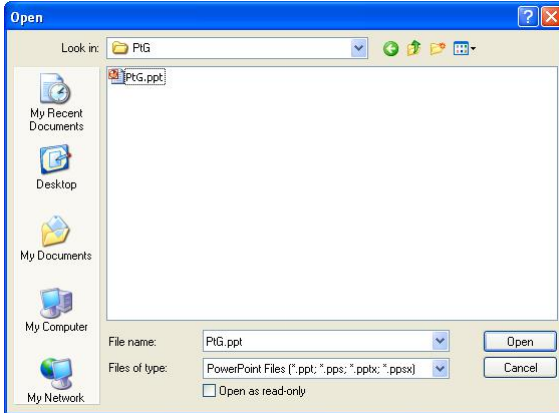 Open
Look in: PtG
PtG.ppt
My Recent
Documents
Desktop
My Documents
My Computer
My Network
File name: PtG.ppt Open
Files of type: PowerPoint Files (*.ppt; *.pps; *.pptx; *.ppsx) Cancel
Open as read-only